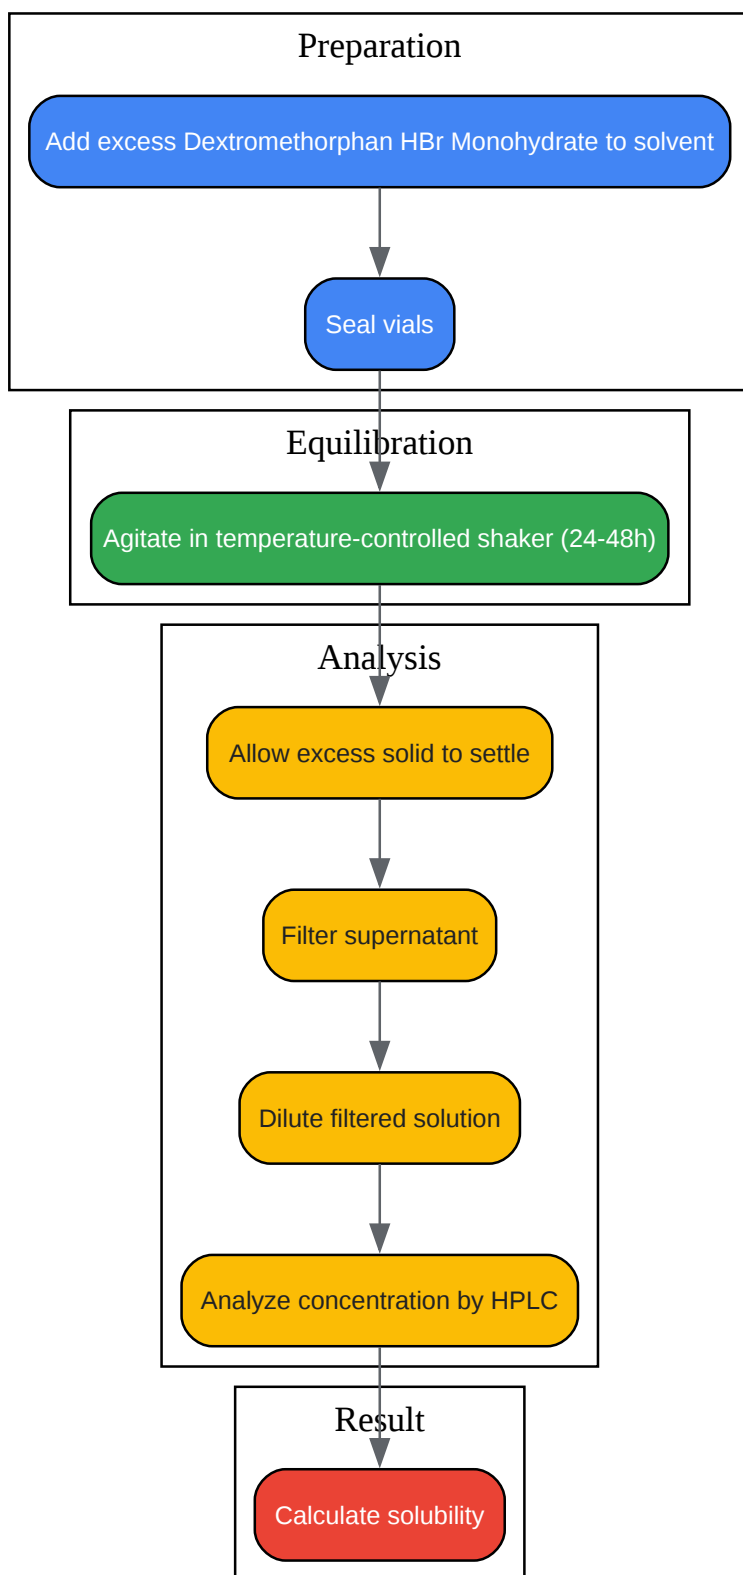 Preparation
Add excess Dextromethorphan HBr Monohydrate to solvent
Seal vials
Equilibration
Agitate in temperature-controlled shaker (24-48h)
Analysis
Allow excess solid to settle
Filter supernatant
Dilute filtered solution
Analyze concentration by HPLC
Result
Calculate solubility